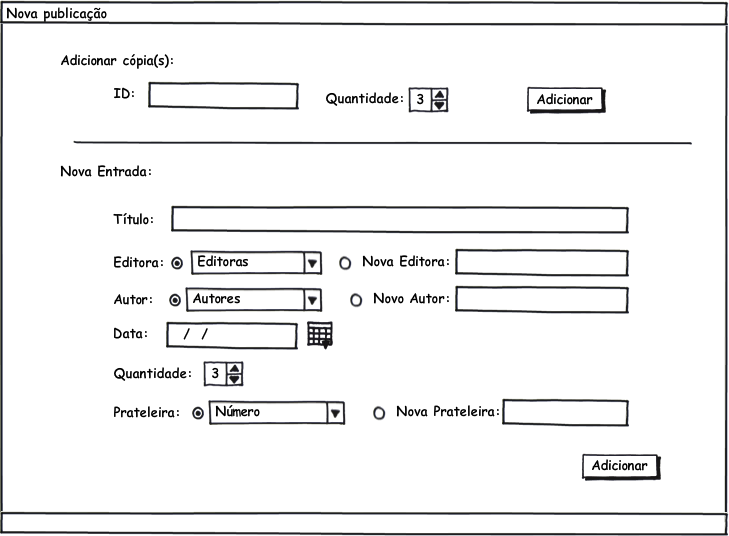 Nova publicação
Adicionar cópia(s):
ID: Quantidade: 3 Adicionar
Nova Entrada:
Título:
Editora: Editoras Nova Editora:
Autor: Autores Novo Autor:
Data: / /
Quantidade: 3
Prateleira: Número Nova Prateleira:
Adicionar